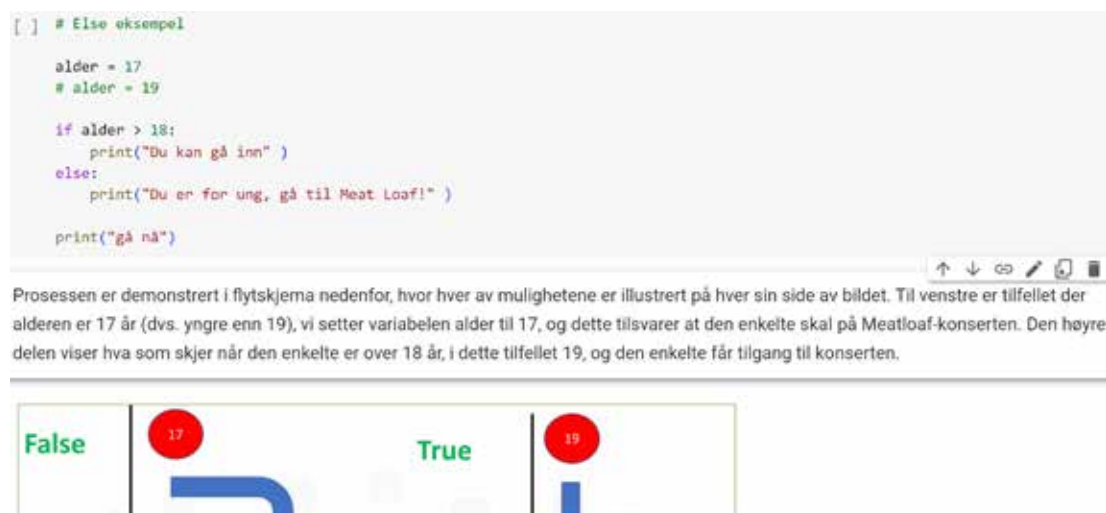 [ ] # Else eksempel
alder = 17
# alder = 19
if alder > 18:
print("Du kan gå inn" )
else:
print("Du er for ung, gå til Meat Loaf!" )
print("gå nå")
Prosessen er demonstrert i flytskjema nedenfor, hvor hver av mulighetene er illustrert på hver sin side av bildet. Til venstre er tilfellet der
alderen er 17 år (dvs. yngre enn 19), vi setter variabelen alder til 17, og dette tilsvarer at den enkelte skal på Meatloaf-konserten. Den høyre
delen viser hva som skjer når den enkelte er over 18 år, i dette tilfellet 19, og den enkelte får tilgang til konserten.
False 17 True 19